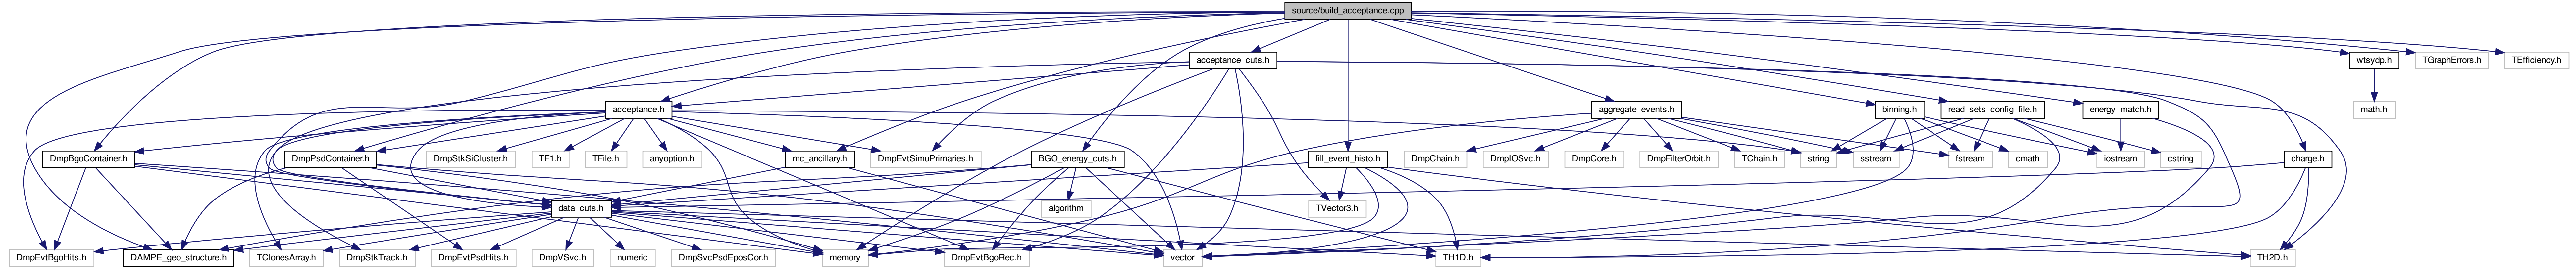 source/build_acceptance.cpp
acceptance_cuts.h
wtsydp.h
TGraphErrors.h
TEfficiency.h
acceptance.h
aggregate_events.h
binning.h
read_sets_config_file.h
energy_match.h
math.h
DmpBgoContainer.h
DmpPsdContainer.h
DmpStkSiCluster.h
TF1.h
TFile.h
anyoption.h
mc_ancillary.h
DmpEvtSimuPrimaries.h
BGO_energy_cuts.h
fill_event_histo.h
DmpChain.h
DmpIOSvc.h
DmpCore.h
DmpFilterOrbit.h
TChain.h
string
sstream
fstream
cmath
iostream
cstring
charge.h
data_cuts.h
algorithm
TVector3.h
DmpEvtBgoHits.h
DAMPE_geo_structure.h
TClonesArray.h
DmpStkTrack.h
DmpEvtPsdHits.h
DmpVSvc.h
numeric
DmpSvcPsdEposCor.h
memory
DmpEvtBgoRec.h
vector
TH1D.h
TH2D.h